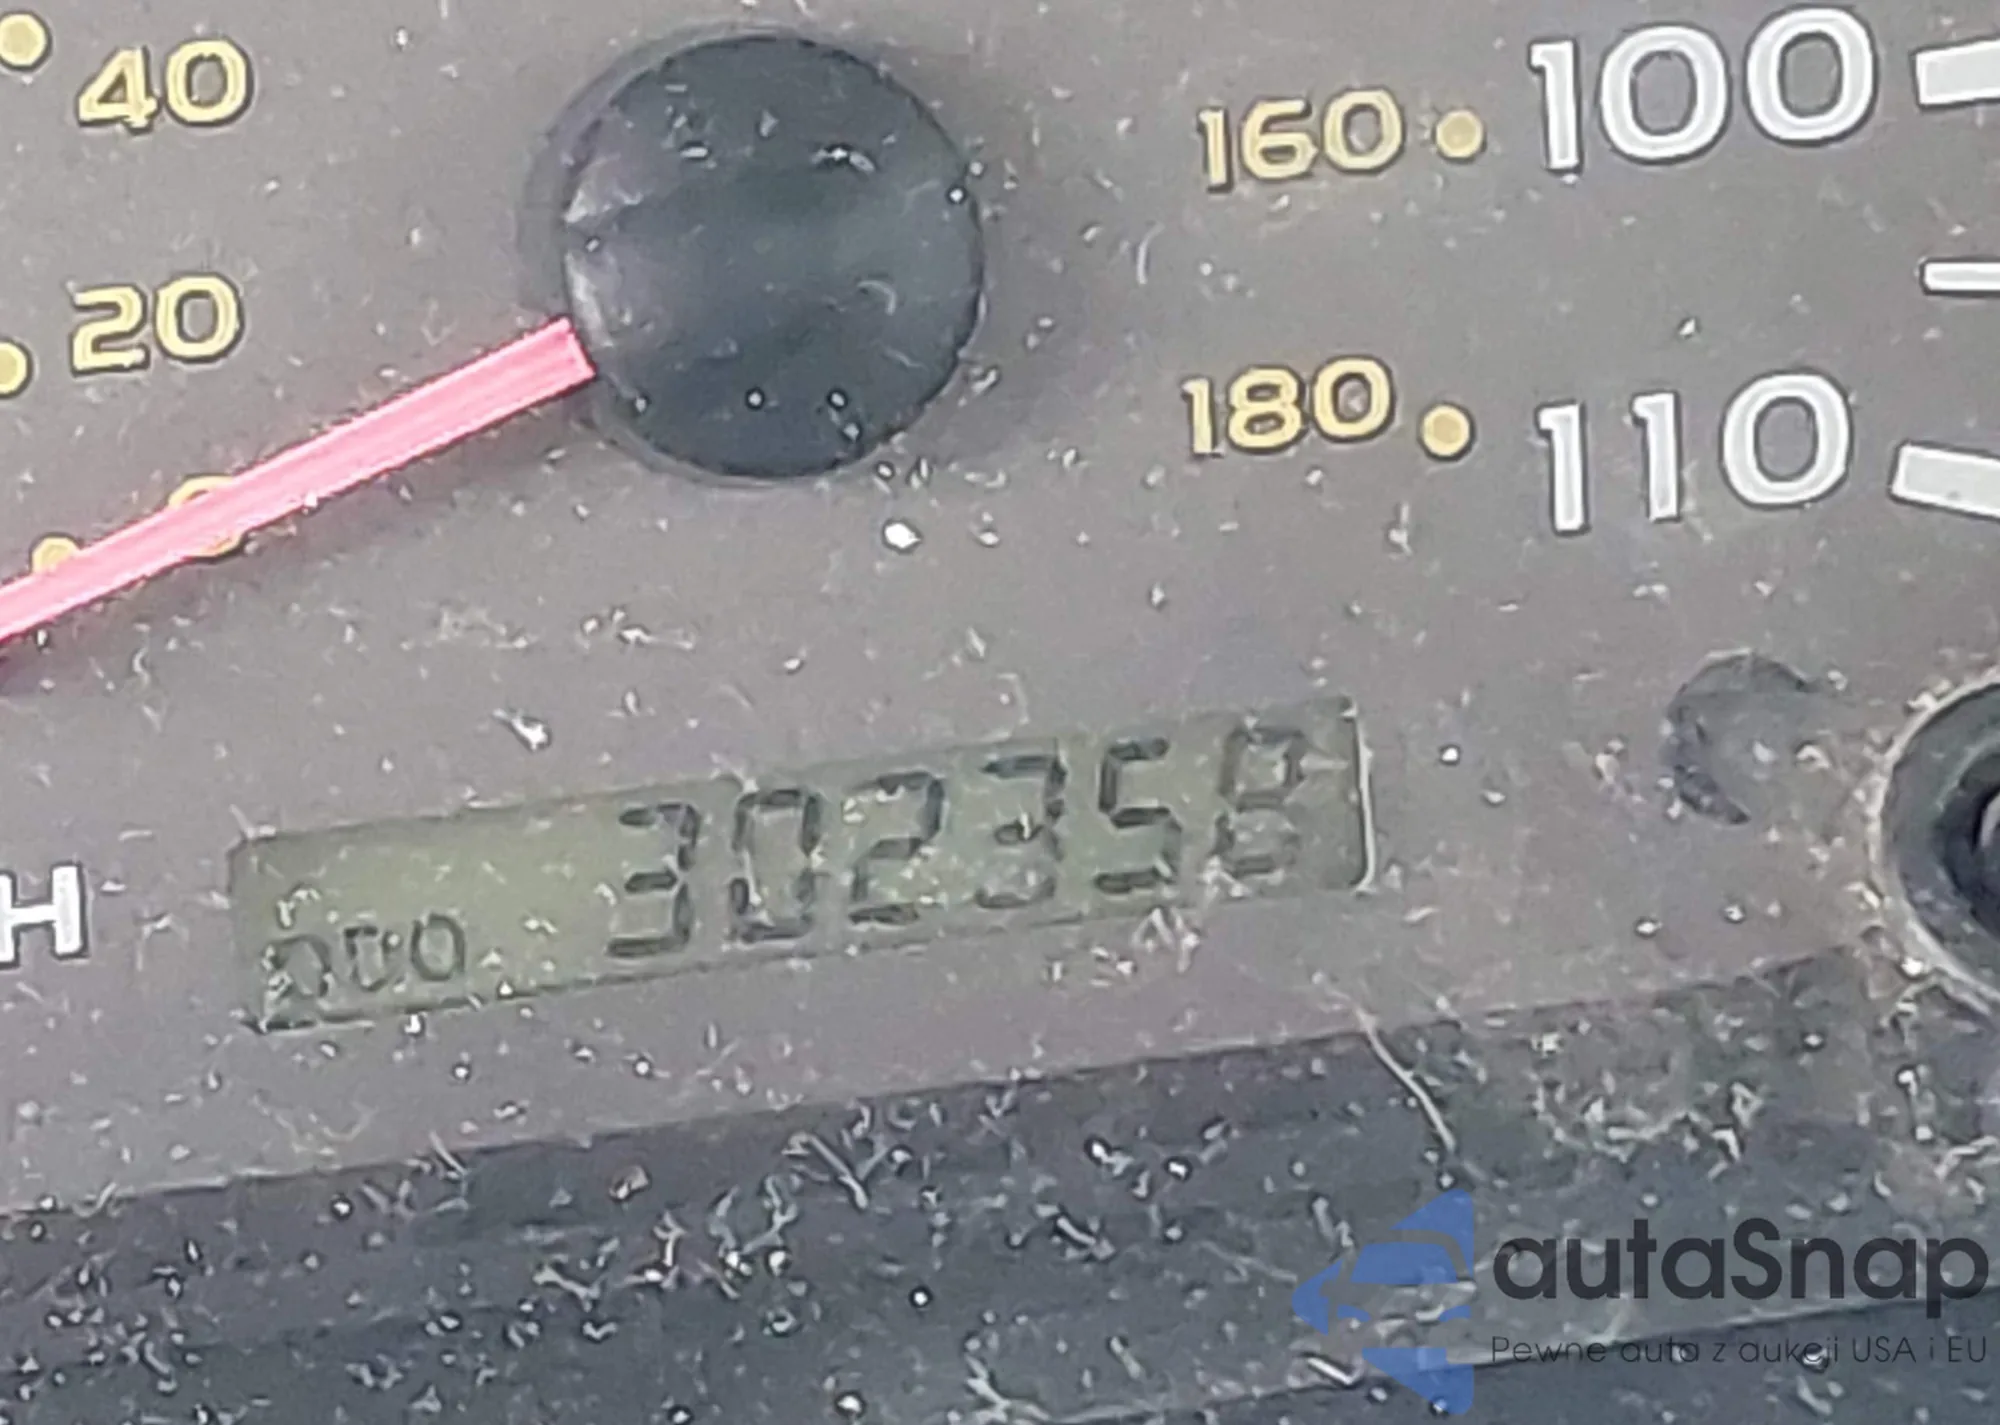 40
160
100
20
180
110
H
ODO 302358
autaSnap
Pewne auta z aukcji USA i EU